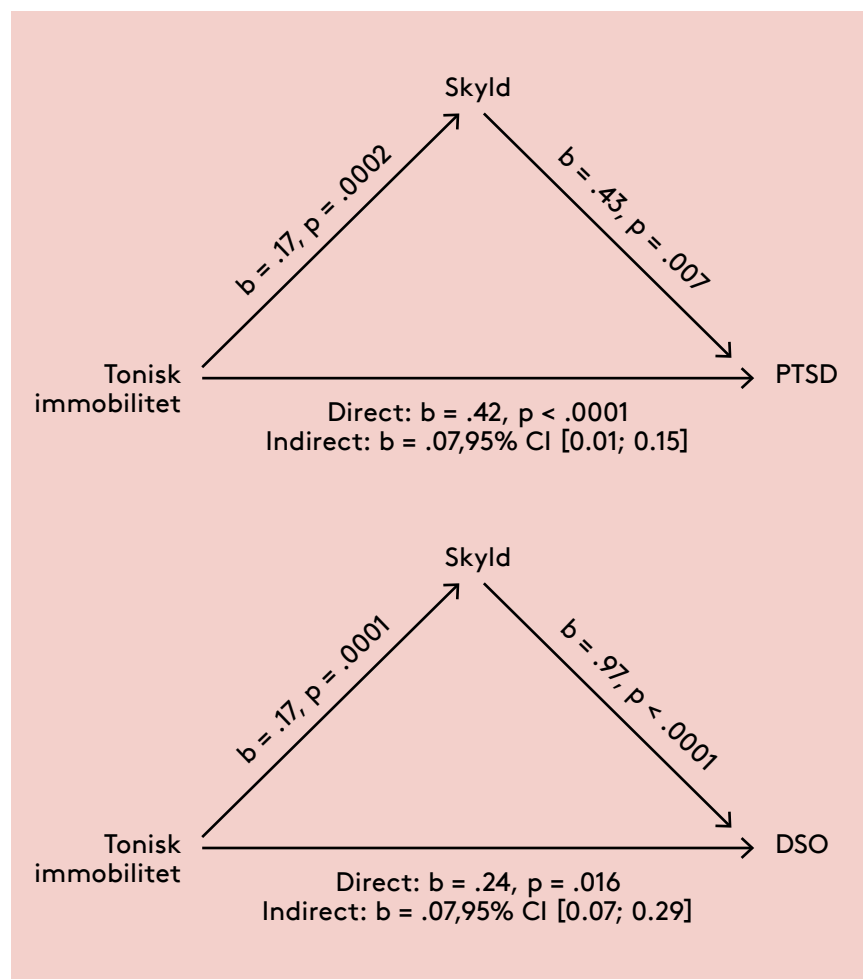 Skyld
b = .17, p = .0002
b = .43, p = .007
Tonisk
immobilitet
PTSD
Direct: b = .42, p < .0001
Indirect: b = .07,95% CI [0.01; 0.15]
Skyld
b = .17, p = .0001
b = .97, p < .0001
Tonisk
immobilitet
DSO
Direct: b = .24, p = .016
Indirect: b = .07,95% CI [0.07; 0.29]